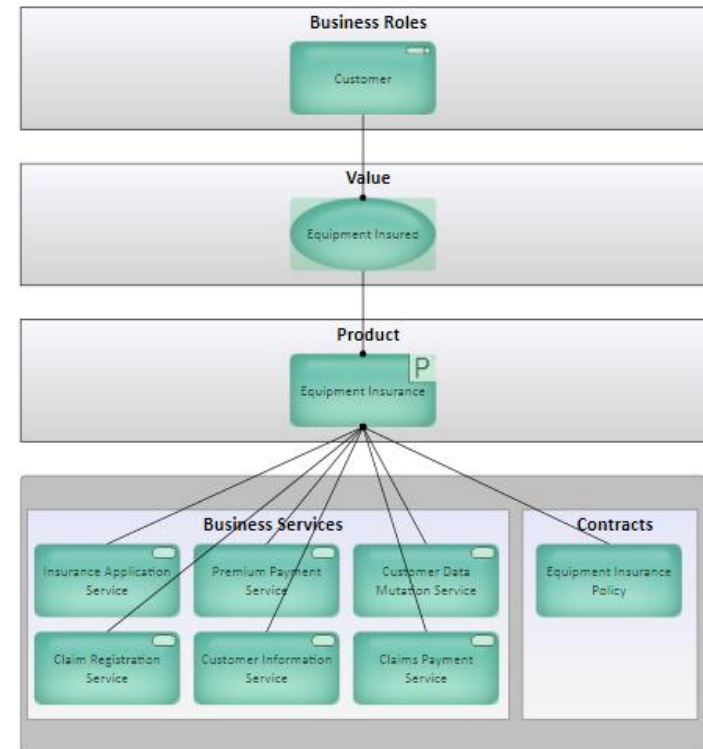 Business Roles
Customer
Value
Equipment Insured
Product
P
Equipment Insurance
Business Services
Contracts
Insurance Application
Service
Premium Payment
Service
Customer Data
Mutation Service
Equipment Insurance
Policy
Claim Registration
Service
Customer Information
Service
Claims Payment
Service